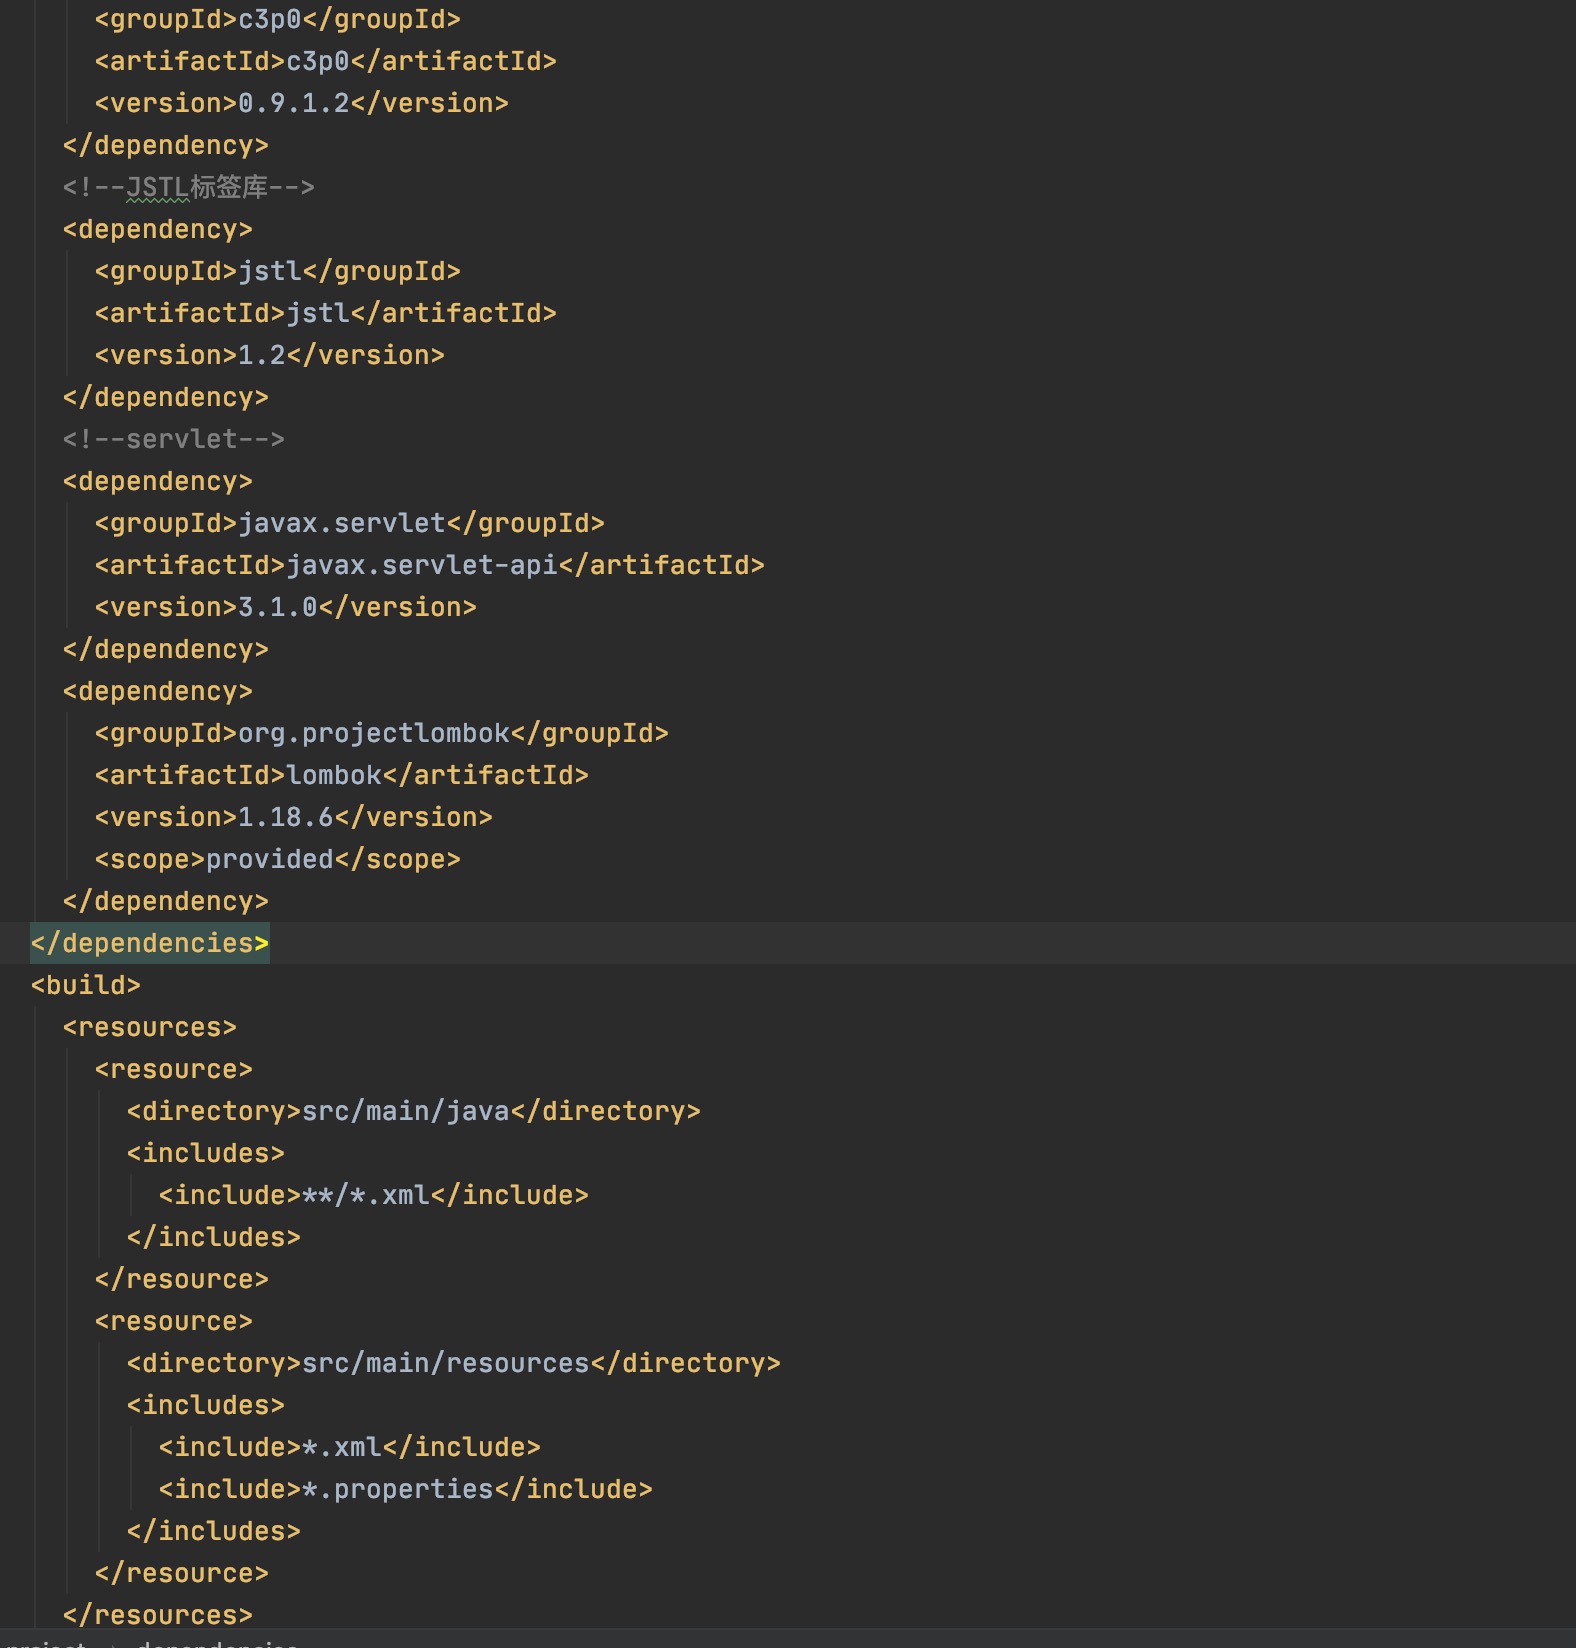 <groupId>c3p0</groupId>
<artifactId>c3p0</artifactId>
<version>0.9.1.2</version>
</dependency>
<!--JSTL标签库-->
<dependency>
<groupId>jstl</groupId>
<artifactId>jstl</artifactId>
<version>1.2</version>
</dependency>
<!--servlet-->
<dependency>
<groupId>javax.servlet</groupId>
<artifactId>javax.servlet-api</artifactId>
<version>3.1.0</version>
</dependency>
<dependency>
<groupId>org.projectlombok</groupId>
<artifactId>lombok</artifactId>
<version>1.18.6</version>
<scope>provided</scope>
</dependency>
</dependencies>
<build>
<resources>
<resource>
<directory>src/main/java</directory>
<includes>
<include>**/*.xml</include>
</includes>
</resource>
<resource>
<directory>src/main/resources</directory>
<includes>
<include>*.xml</include>
<include>*.properties</include>
</includes>
</resource>
</resources>
project › dependencies